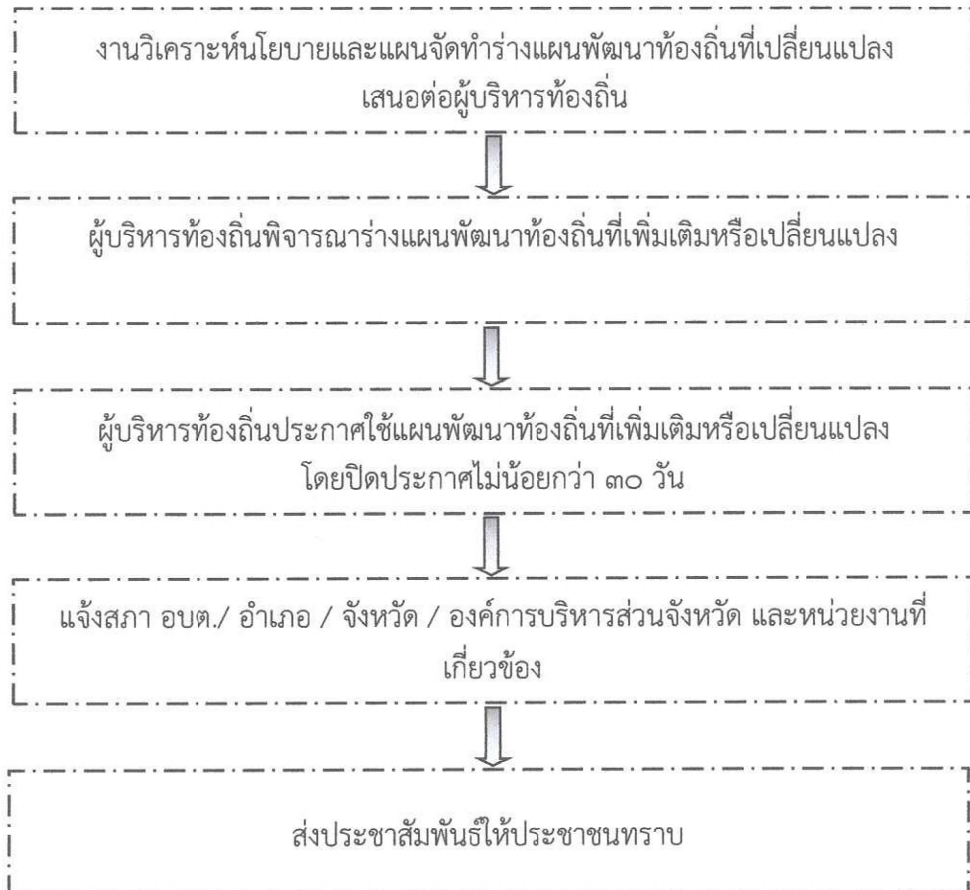 งานวิเคราะห์นโยบายและแผนจัดทำร่างแผนพัฒนาท้องถิ่นที่เปลี่ยนแปลง
เสนอต่อผู้บริหารท้องถิ่น
ผู้บริหารท้องถิ่นพิจารณาร่างแผนพัฒนาท้องถิ่นที่เพิ่มเติมหรือเปลี่ยนแปลง
ผู้บริหารท้องถิ่นประกาศใช้แผนพัฒนาท้องถิ่นที่เพิ่มเติมหรือเปลี่ยนแปลง
โดยปิดประกาศไม่น้อยกว่า ๓๐ วัน
แจ้งสภา อบต./ อำเภอ / จังหวัด / องค์การบริหารส่วนจังหวัด และหน่วยงานที่
เกี่ยวข้อง
ส่งประชาสัมพันธ์ให้ประชาชนทราบ